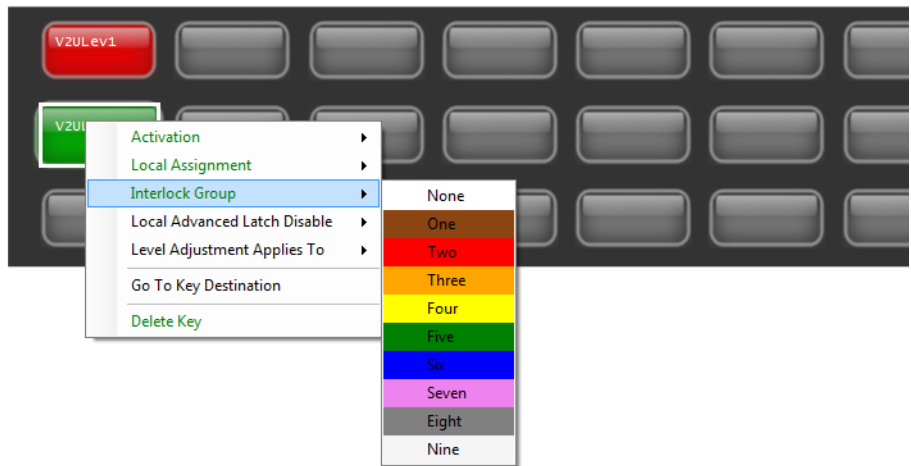 V2ULev1
V2UL
Activation
Local Assignment
Interlock Group
Local Advanced Latch Disable
Level Adjustment Applies To
Go To Key Destination
Delete Key
None
One
Two
Three
Four
Five
Six
Seven
Eight
Nine